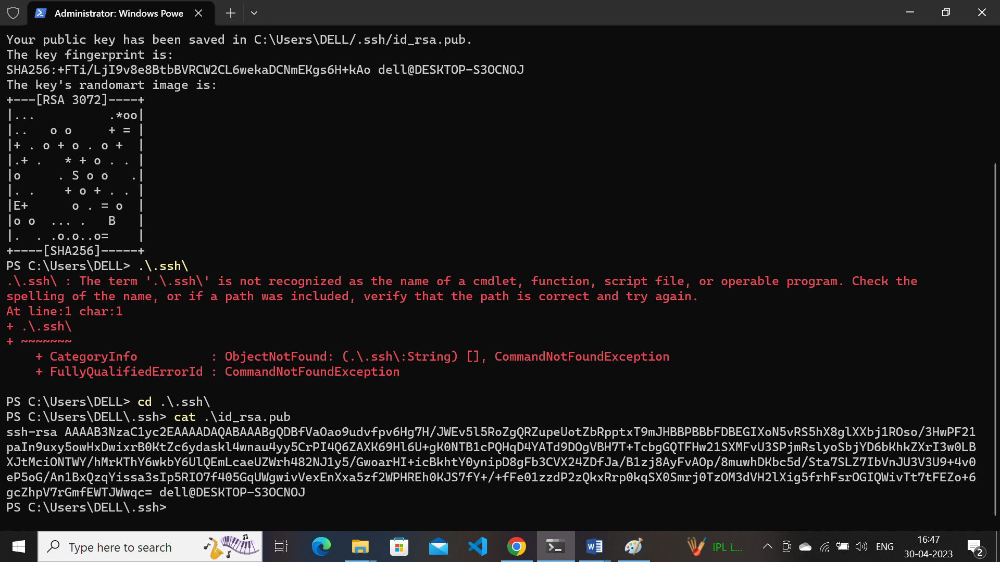 Administrator: Windows Powe
Your public key has been saved in C:\Users\DELL/.ssh/id_rsa.pub.
The key fingerprint is:
SHA256:+FTi/LjI9v8e8BtbBVRCW2CL6wekaDCNmEKgs6H+kAo dell@DESKTOP-S3OCNOJ
The key's randomart image is:
+---[RSA 3072]----+
|...          .*oo|
|..   o o     + = |
|+ . o + o . o +  |
|.+ .   * + o . . |
|o     . S o o   .|
|. .    + o + . . |
|E+      o . = o  |
|o o  ... .   B   |
|.  . .o.o..o=    |
+----[SHA256]-----+
PS C:\Users\DELL> .\.ssh\
.\.ssh\ : The term '.\.ssh\' is not recognized as the name of a cmdlet, function, script file, or operable program. Check the
spelling of the name, or if a path was included, verify that the path is correct and try again.
At line:1 char:1
+ .\.ssh\
+ ~~~~~~~
    + CategoryInfo          : ObjectNotFound: (.\.ssh\:String) [], CommandNotFoundException
    + FullyQualifiedErrorId : CommandNotFoundException
PS C:\Users\DELL> cd .\.ssh\
PS C:\Users\DELL\.ssh> cat .\id_rsa.pub
ssh-rsa AAAAB3NzaC1yc2EAAAADAQABAAABgQDBfVaOao9udvfpv6Hg7H/JWEv5l5RoZgQRZupeUotZbRpptxT9mJHBBPBBbFDBEGIXoN5vRS5hX8glXXbj1ROso/3HwPF21
paIn9uxy5owHxDwixrB0KtZc6ydaskl4wnau4yy5CrPI4Q6ZAXK69Hl6U+gK0NTB1cPQHqD4YATd9DOgVBH7T+TcbgGQTFHw21SXMFvU3SPjmRslyoSbjYD6bKhkZXrI3w0LB
XJtMciONTWY/hMrKThY6wkbY6UlQEmLcaeUZWrh482NJ1y5/GwoarHI+icBkhtY0ynipD8gFb3CVX24ZDfJa/B1zj8AyFvAOp/8muwhDKbc5d/Sta7SLZ7IbVnJU3V3U9+4v0
eP5oG/An1BxQzqYissa3sIp5RIO7f405GqUWgwivVexEnXxa5zf2WPHREh0KJS7fY+/+fFe01zzdP2zQkxRrp0kqSX0Smrj0TzOM3dVH2lXig5frhFsrOGIQWivTt7tFEZo+6
gcZhpV7rGmfEWTJWwqc= dell@DESKTOP-S3OCNOJ
PS C:\Users\DELL\.ssh>
Type here to search
IPL L...
ENG
16:47
30-04-2023
2